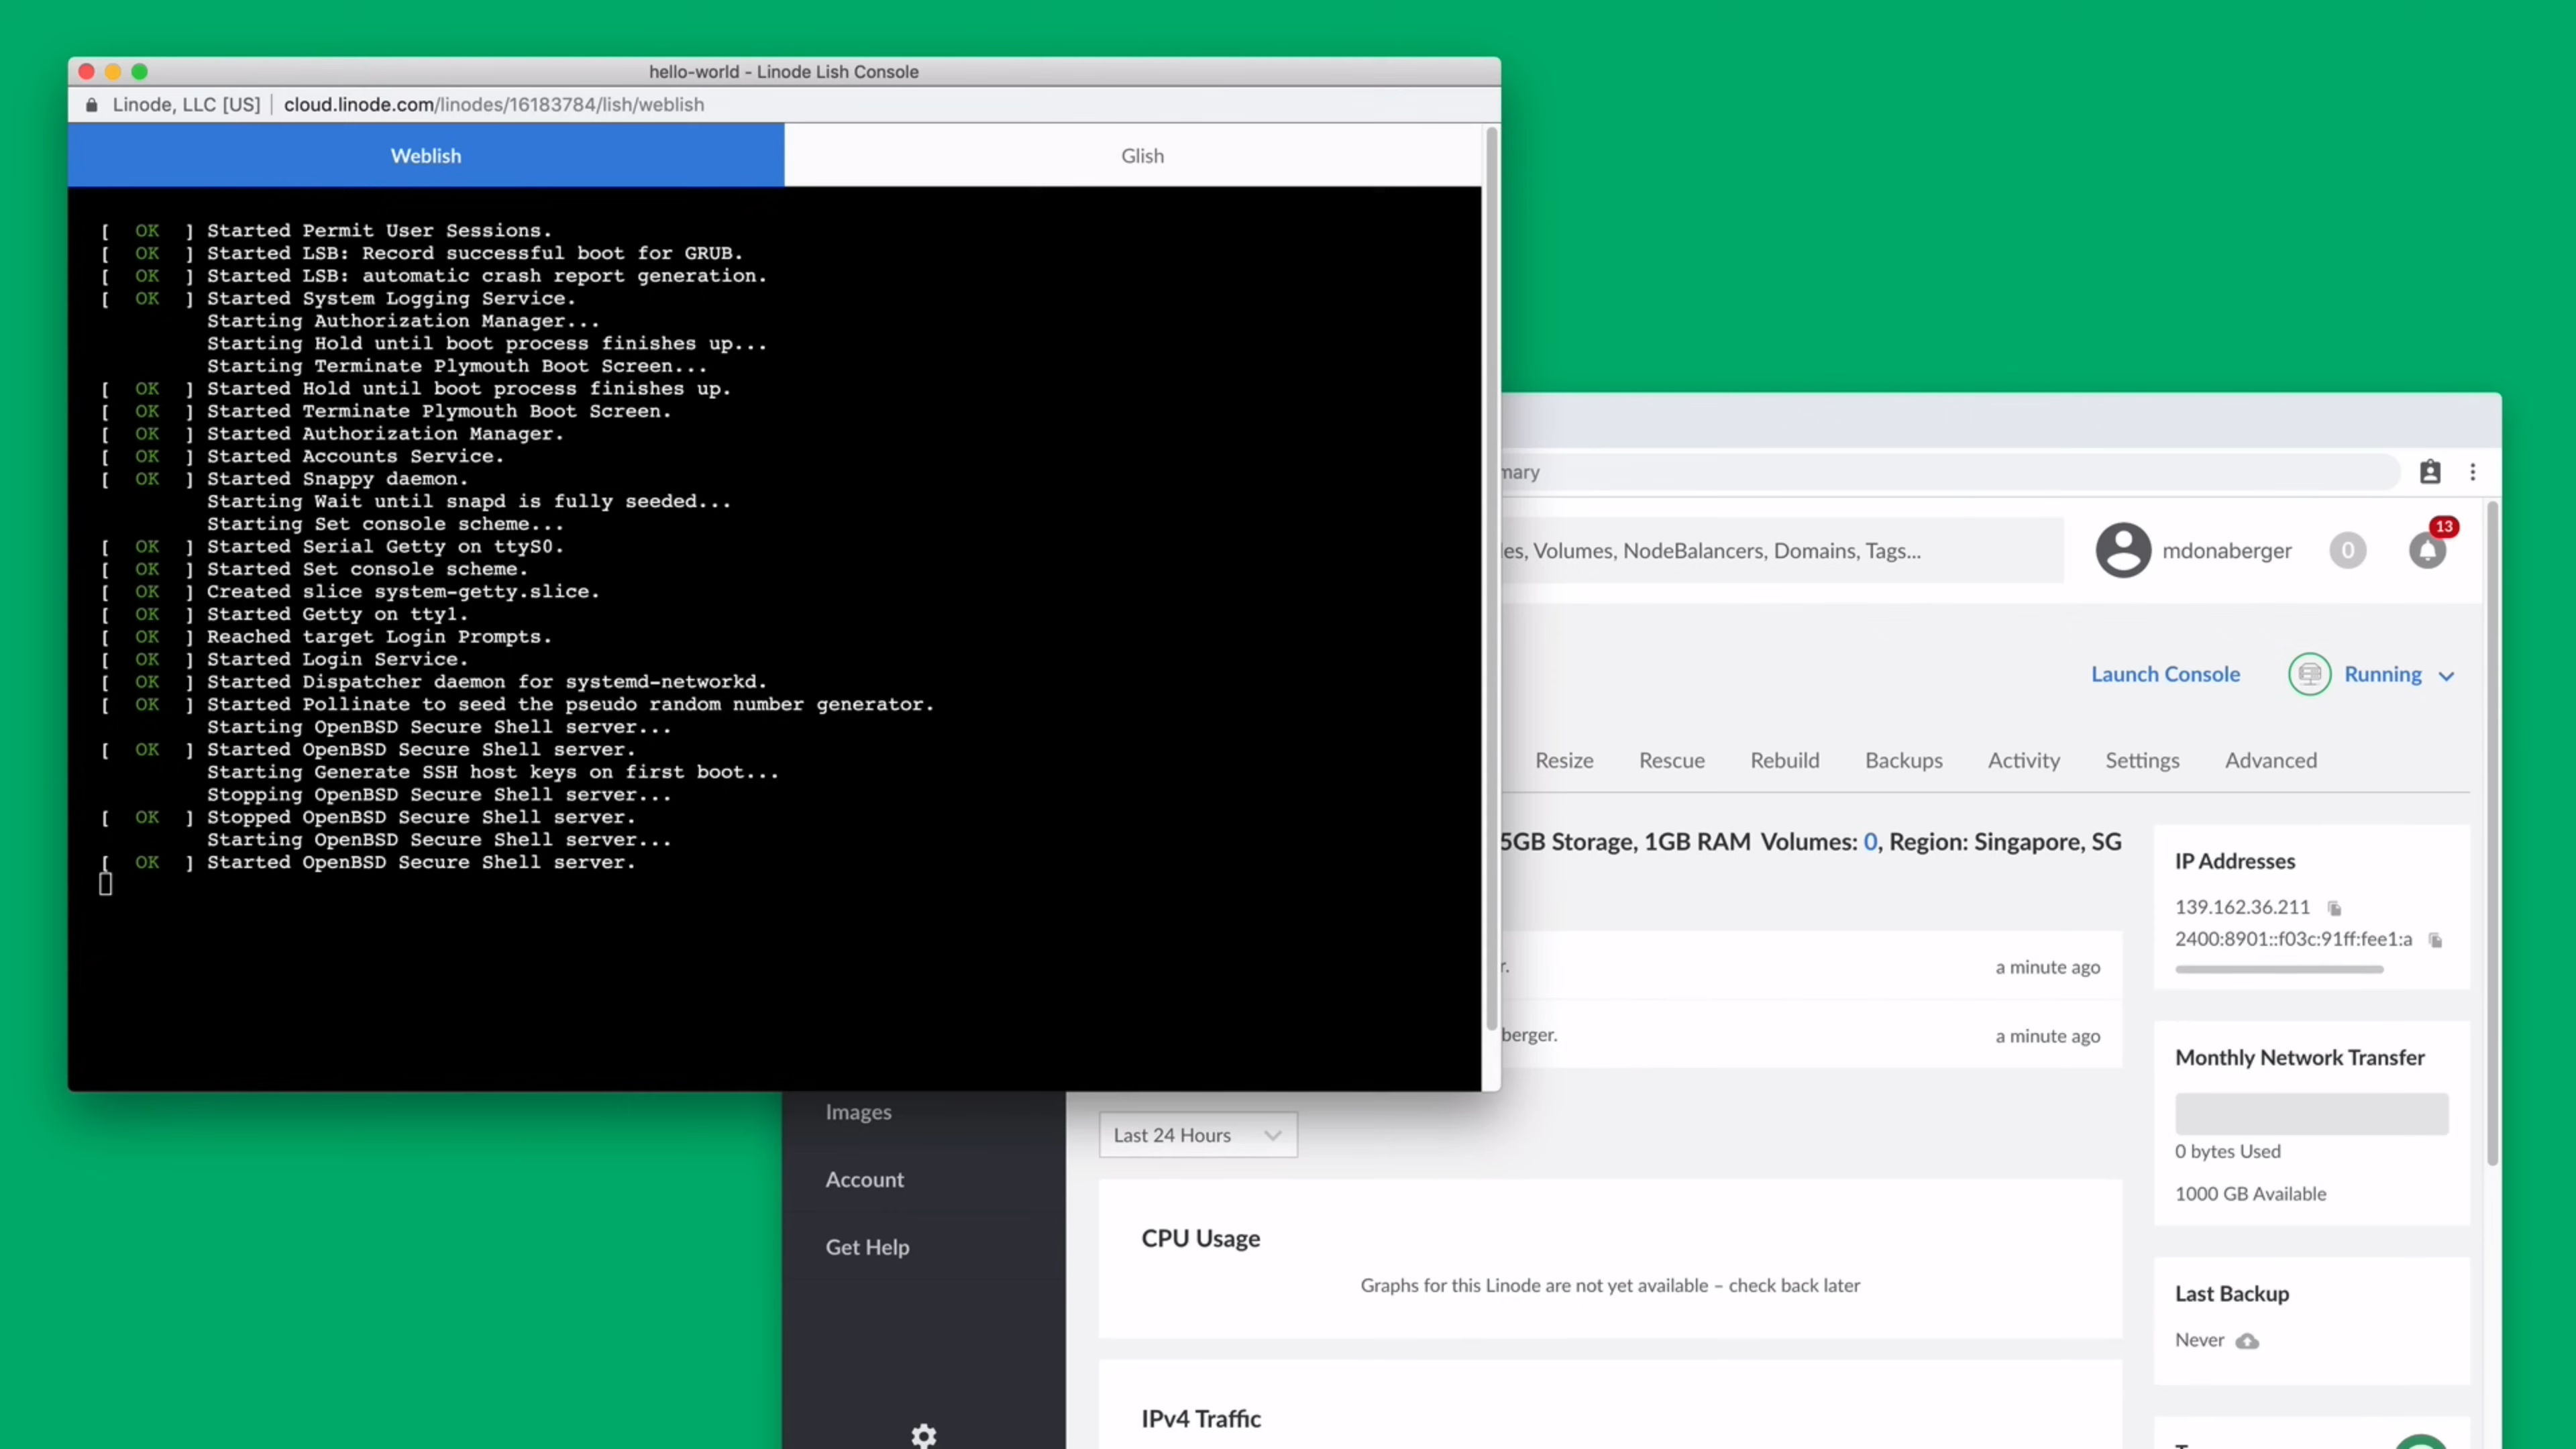 hello-world - Linode Lish Console
Linode, LLC [US] | cloud.linode.com/linodes/16183784/lish/weblish
Weblish
Glish
[ OK ] Started Permit User Sessions.
[ OK ] Started LSB: Record successful boot for GRUB.
[ OK ] Started LSB: automatic crash report generation.
[ OK ] Started System Logging Service.
Starting Authorization Manager...
Starting Hold until boot process finishes up...
Starting Terminate Plymouth Boot Screen...
[ OK ] Started Hold until boot process finishes up.
[ OK ] Started Terminate Plymouth Boot Screen.
[ OK ] Started Authorization Manager.
[ OK ] Started Accounts Service.
[ OK ] Started Snappy daemon.
Starting Wait until snapd is fully seeded...
Starting Set console scheme...
[ OK ] Started Serial Getty on ttyS0.
[ OK ] Started Set console scheme.
[ OK ] Created slice system-getty.slice.
[ OK ] Started Getty on tty1.
[ OK ] Reached target Login Prompts.
[ OK ] Started Login Service.
[ OK ] Started Dispatcher daemon for systemd-networkd.
[ OK ] Started Pollinate to seed the pseudo random number generator.
Starting OpenBSD Secure Shell server...
[ OK ] Started OpenBSD Secure Shell server.
Starting Generate SSH host keys on first boot...
Stopping OpenBSD Secure Shell server...
[ OK ] Stopped OpenBSD Secure Shell server.
Starting OpenBSD Secure Shell server...
[ OK ] Started OpenBSD Secure Shell server.
mary
es, Volumes, NodeBalancers, Domains, Tags...
mdonaberger
0
13
Launch Console
Running
Resize
Rescue
Rebuild
Backups
Activity
Settings
Advanced
5GB Storage, 1GB RAM Volumes: 0, Region: Singapore, SG
r.
a minute ago
berger.
a minute ago
IP Addresses
139.162.36.211
2400:8901::f03c:91ff:fee1:a
Monthly Network Transfer
0 bytes Used
1000 GB Available
Last Backup
Never
Images
Account
Get Help
Last 24 Hours
CPU Usage
Graphs for this Linode are not yet available – check back later
IPv4 Traffic